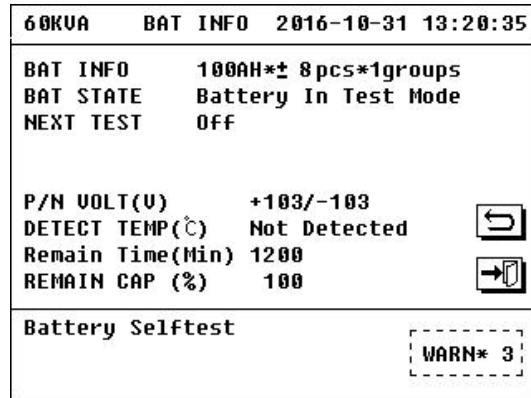 60KVA BAT INFO 2016-10-31 13:20:35
BAT INFO 100AH*± 8pcs*1groups
BAT STATE Battery In Test Mode
NEXT TEST Off
P/N VOLT(V) +103/-103
DETECT TEMP(℃) Not Detected
Remain Time(Min) 1200
REMAIN CAP (%) 100
Battery Selftest
WARN* 3